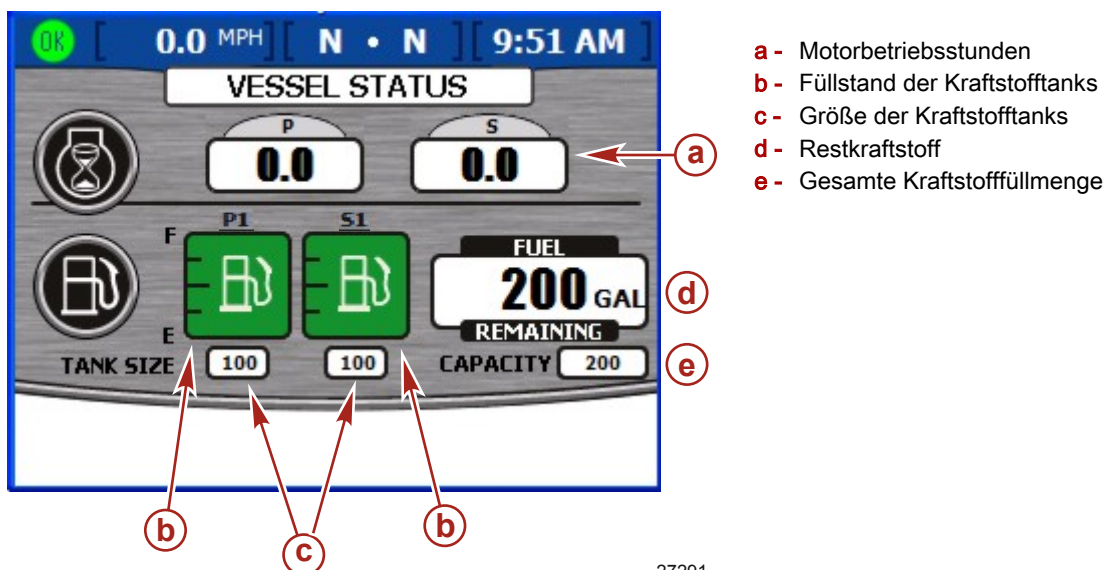 OK [ 0.0 MPH ] [ N • N ] [ 9:51 AM ]
VESSEL STATUS
P S
0.0 0.0
a
a - Motorbetriebsstunden
b - Füllstand der Kraftstofftanks
c - Größe der Kraftstofftanks
d - Restkraftstoff
e - Gesamte Kraftstofffüllmenge
P1 S1
F
E
FUEL
200 GAL
REMAINING
d
TANK SIZE 100 100 CAPACITY 200
e
b c b